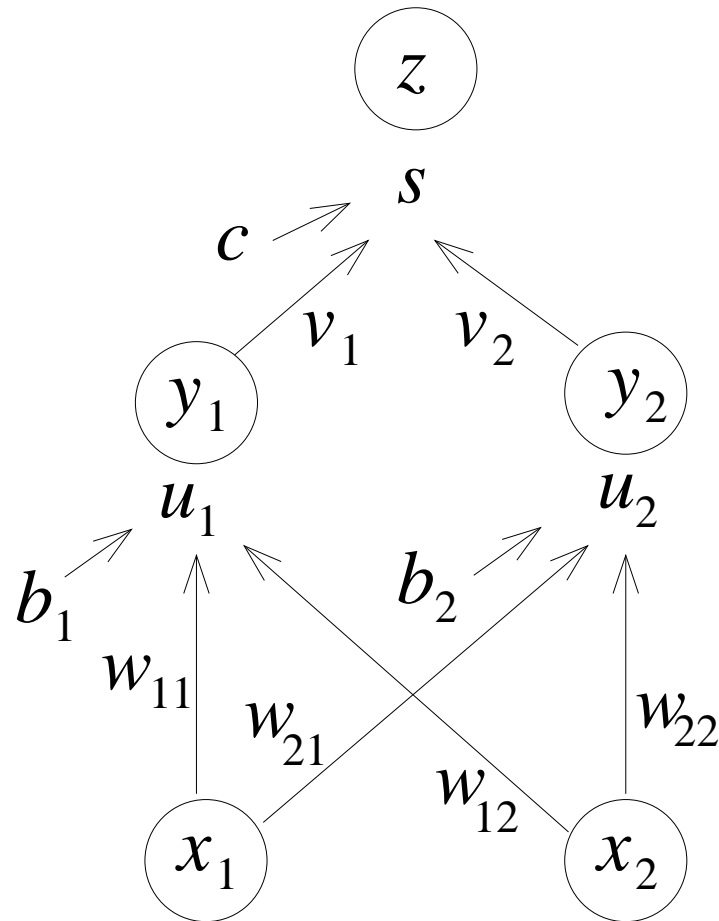 z
s
c
v₁ v₂
y₁ y₂
u₁ u₂
b₁ b₂
w₁₁ w₂₁ w₁₂ w₂₂
x₁ x₂